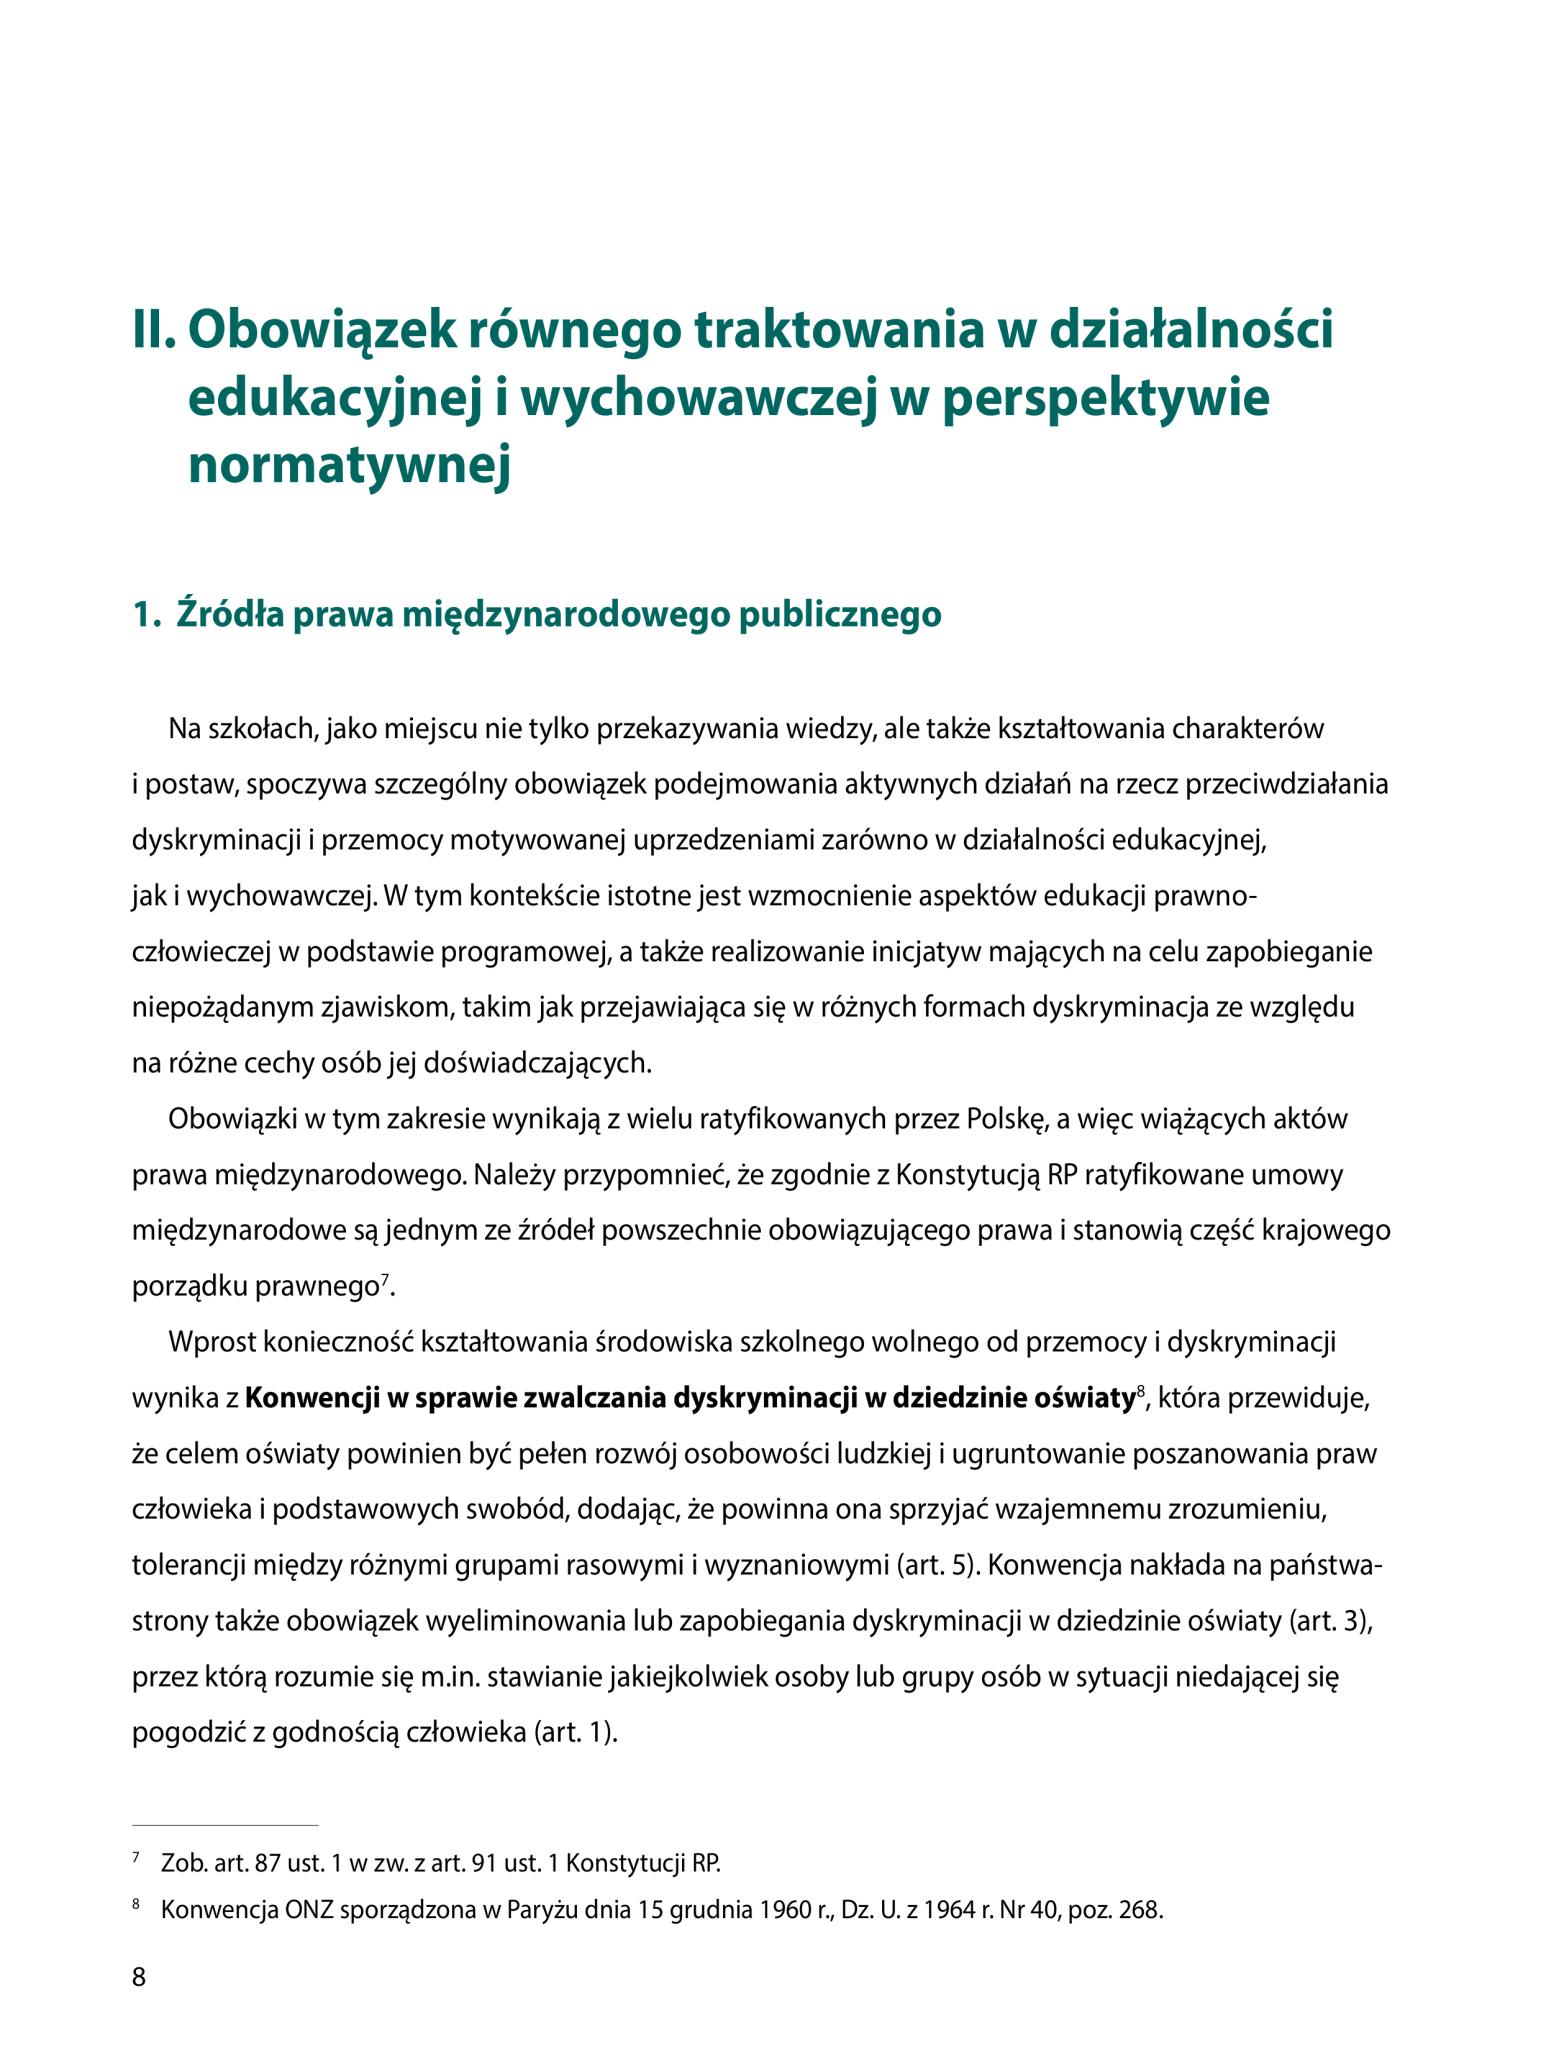 II. Obowiązek równego traktowania w działalności
edukacyjnej i wychowawczej w perspektywie
normatywnej
1. Źródła prawa międzynarodowego publicznego
Na szkołach, jako miejscu nie tylko przekazywania wiedzy, ale także kształtowania charakterów
i postaw, spoczywa szczególny obowiązek podejmowania aktywnych działań na rzecz przeciwdziałania
dyskryminacji i przemocy motywowanej uprzedzeniami zarówno w działalności edukacyjnej,
jak i wychowawczej. W tym kontekście istotne jest wzmocnienie aspektów edukacji prawno-
człowieczej w podstawie programowej, a także realizowanie inicjatyw mających na celu zapobieganie
niepożądanym zjawiskom, takim jak przejawiająca się w różnych formach dyskryminacja ze względu
na różne cechy osób jej doświadczających.
Obowiązki w tym zakresie wynikają z wielu ratyfikowanych przez Polskę, a więc wiążących aktów
prawa międzynarodowego. Należy przypomnieć, że zgodnie z Konstytucją RP ratyfikowane umowy
międzynarodowe są jednym ze źródeł powszechnie obowiązującego prawa i stanowią część krajowego
porządku prawnego⁷.
Wprost konieczność kształtowania środowiska szkolnego wolnego od przemocy i dyskryminacji
wynika z Konwencji w sprawie zwalczania dyskryminacji w dziedzinie oświaty⁸, która przewiduje,
że celem oświaty powinien być pełen rozwój osobowości ludzkiej i ugruntowanie poszanowania praw
człowieka i podstawowych swobód, dodając, że powinna ona sprzyjać wzajemnemu zrozumieniu,
tolerancji między różnymi grupami rasowymi i wyznaniowymi (art. 5). Konwencja nakłada na państwa-
strony także obowiązek wyeliminowania lub zapobiegania dyskryminacji w dziedzinie oświaty (art. 3),
przez którą rozumie się m.in. stawianie jakiejkolwiek osoby lub grupy osób w sytuacji niedającej się
pogodzić z godnością człowieka (art. 1).
⁷ Zob. art. 87 ust. 1 w zw. z art. 91 ust. 1 Konstytucji RP.
⁸ Konwencja ONZ sporządzona w Paryżu dnia 15 grudnia 1960 r., Dz. U. z 1964 r. Nr 40, poz. 268.
8